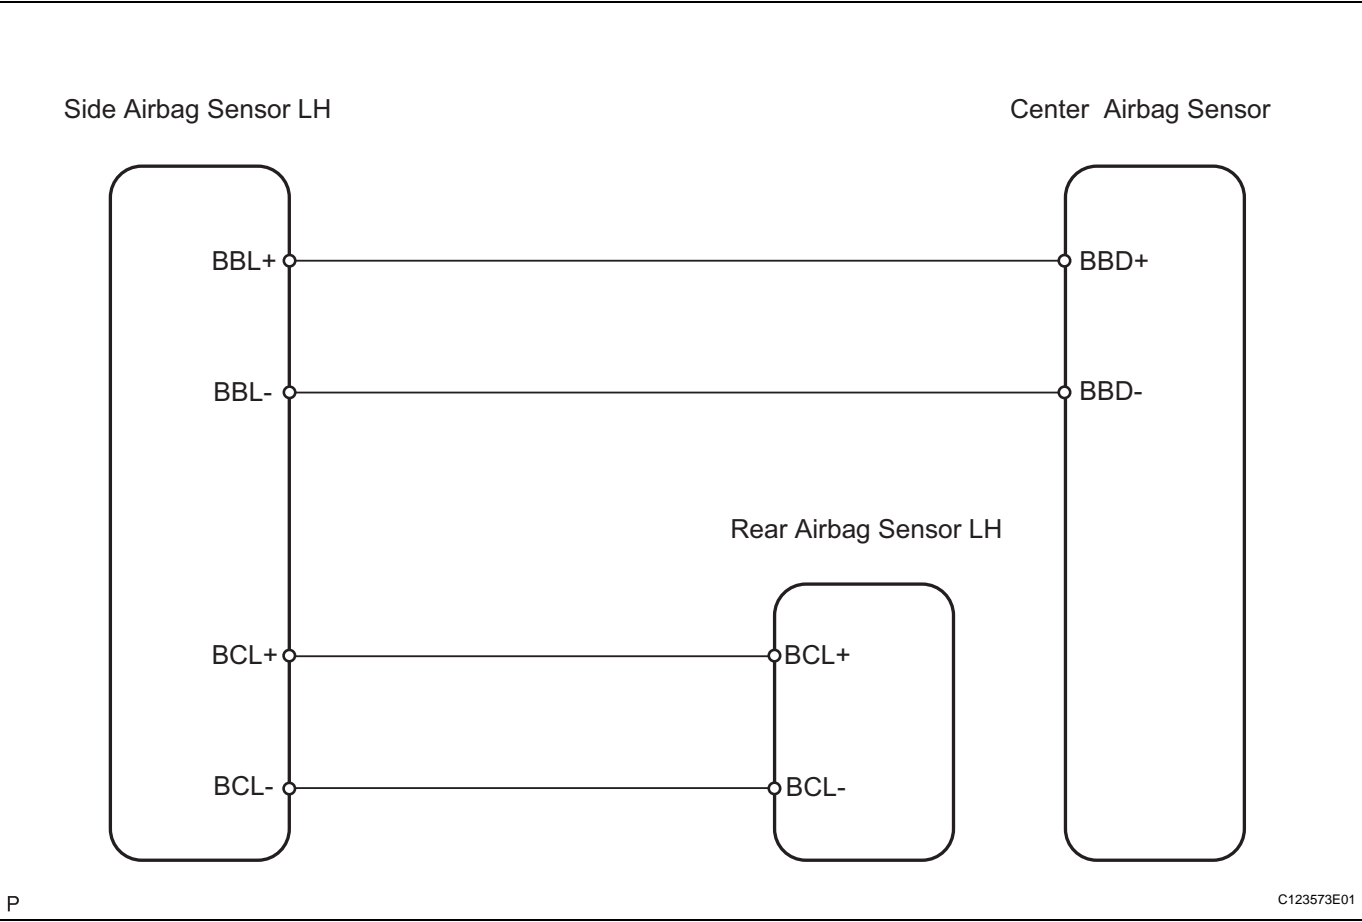 Side Airbag Sensor LH
Center Airbag Sensor
BBL+
BBD+
BBL-
BBD-
Rear Airbag Sensor LH
BCL+
BCL+
BCL-
BCL-
P
C123573E01